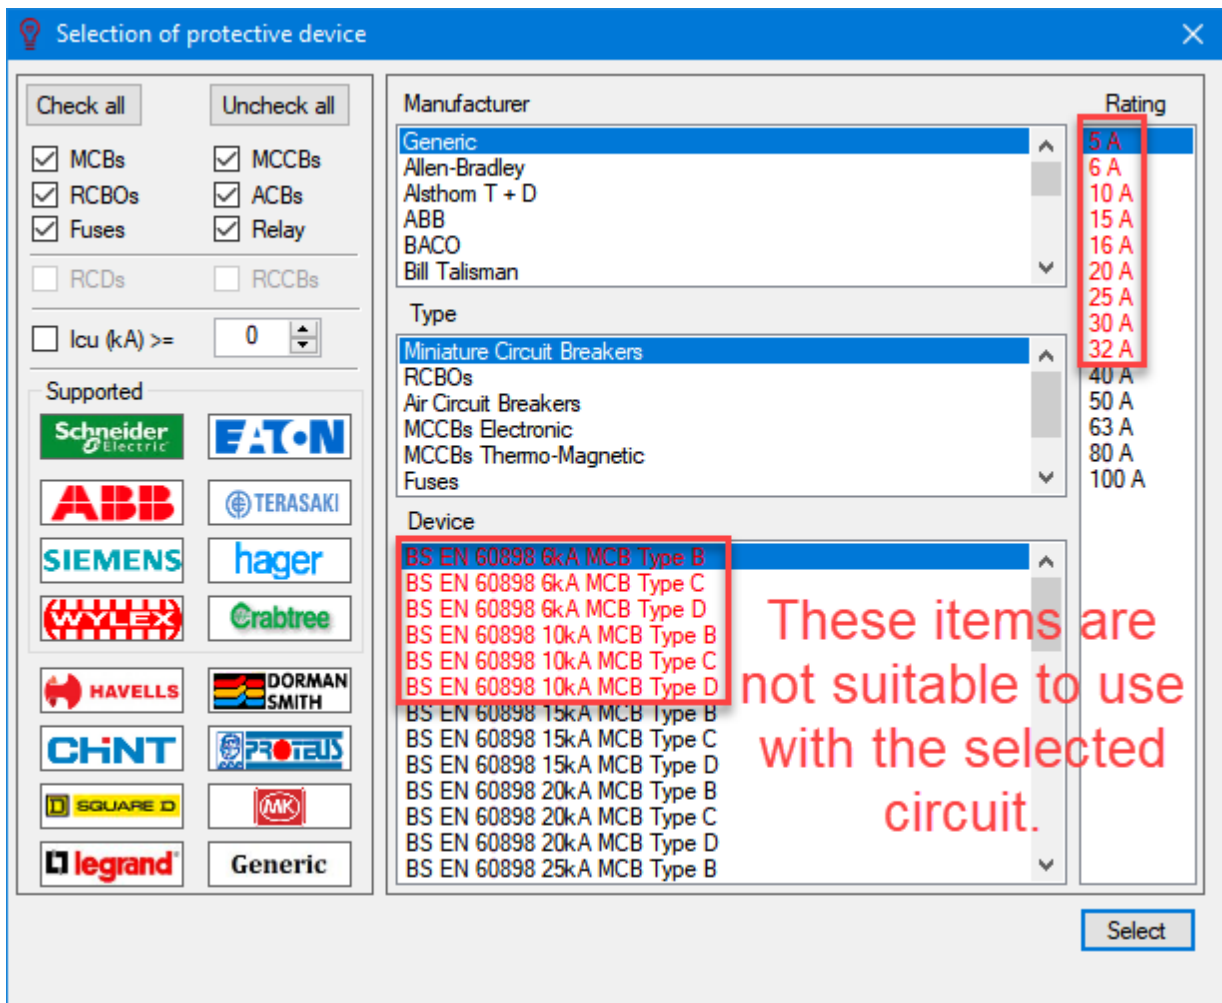 Selection of protective device
Check all
Uncheck all
MCBs
MCCBs
RCBOs
ACBs
Fuses
Relay
RCDs
RCCBs
Icu (kA) >=
0
Supported
Schneider
Electric
EATON
ABB
TERASAKI
SIEMENS
hager
WYLEX
Crabtree
HAVELLS
DORMAN
SMITH
CHiNT
PROTEUS
D SQUARE D
MK
legrand
Generic
Manufacturer
Generic
Allen-Bradley
Alsthom T + D
ABB
BACO
Bill Talisman
Type
Miniature Circuit Breakers
RCBOs
Air Circuit Breakers
MCCBs Electronic
MCCBs Thermo-Magnetic
Fuses
Device
BS EN 60898 6kA MCB Type B
BS EN 60898 6kA MCB Type C
BS EN 60898 6kA MCB Type D
BS EN 60898 10kA MCB Type B
BS EN 60898 10kA MCB Type C
BS EN 60898 10kA MCB Type D
BS EN 60898 15kA MCB Type B
BS EN 60898 15kA MCB Type C
BS EN 60898 15kA MCB Type D
BS EN 60898 20kA MCB Type B
BS EN 60898 20kA MCB Type C
BS EN 60898 20kA MCB Type D
BS EN 60898 25kA MCB Type B
These items are
not suitable to use
with the selected
circuit.
Rating
5 A
6 A
10 A
15 A
16 A
20 A
25 A
30 A
32 A
40 A
50 A
63 A
80 A
100 A
Select